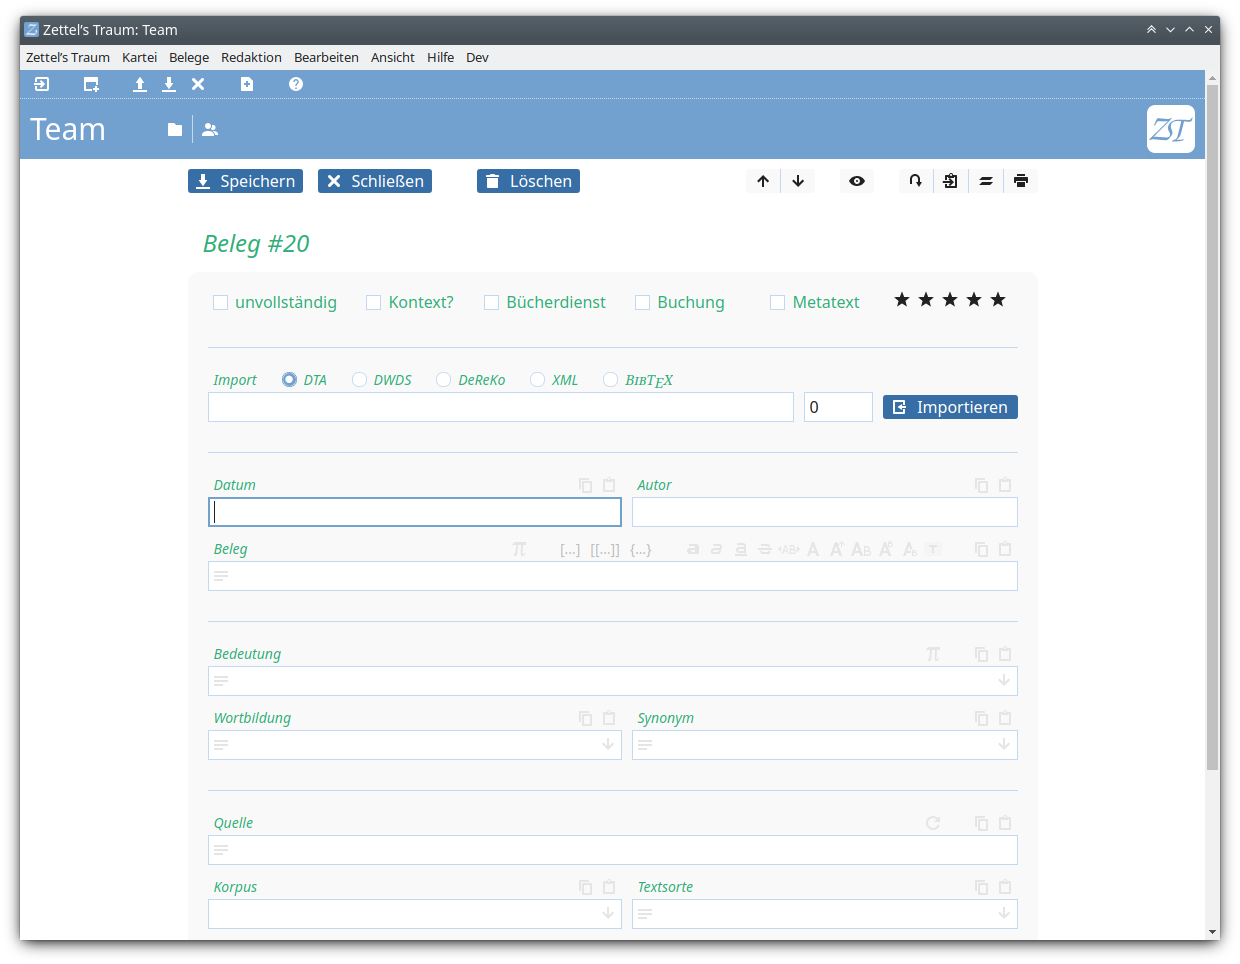 Zettel’s Traum: Team
Zettel’s Traum Kartei Belege Redaktion Bearbeiten Ansicht Hilfe Dev
Team
ZT
Speichern Schließen Löschen
Beleg #20
unvollständig Kontext? Bücherdienst Buchung Metatext
Import DTA DWDS DeReKo XML BIBTEX
0 Importieren
Datum Autor
Beleg π [...] [[...]] {...} a a a a ‹AB› A A AB A A T
Bedeutung π
Wortbildung Synonym
Quelle
Korpus Textsorte